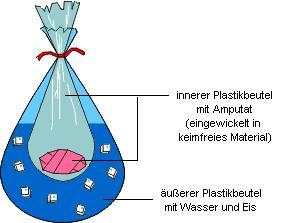 innerer Plastikbeutel
mit Amputat
(eingewickelt in
keimfreies Material)
äußerer Plastikbeutel
mit Wasser und Eis